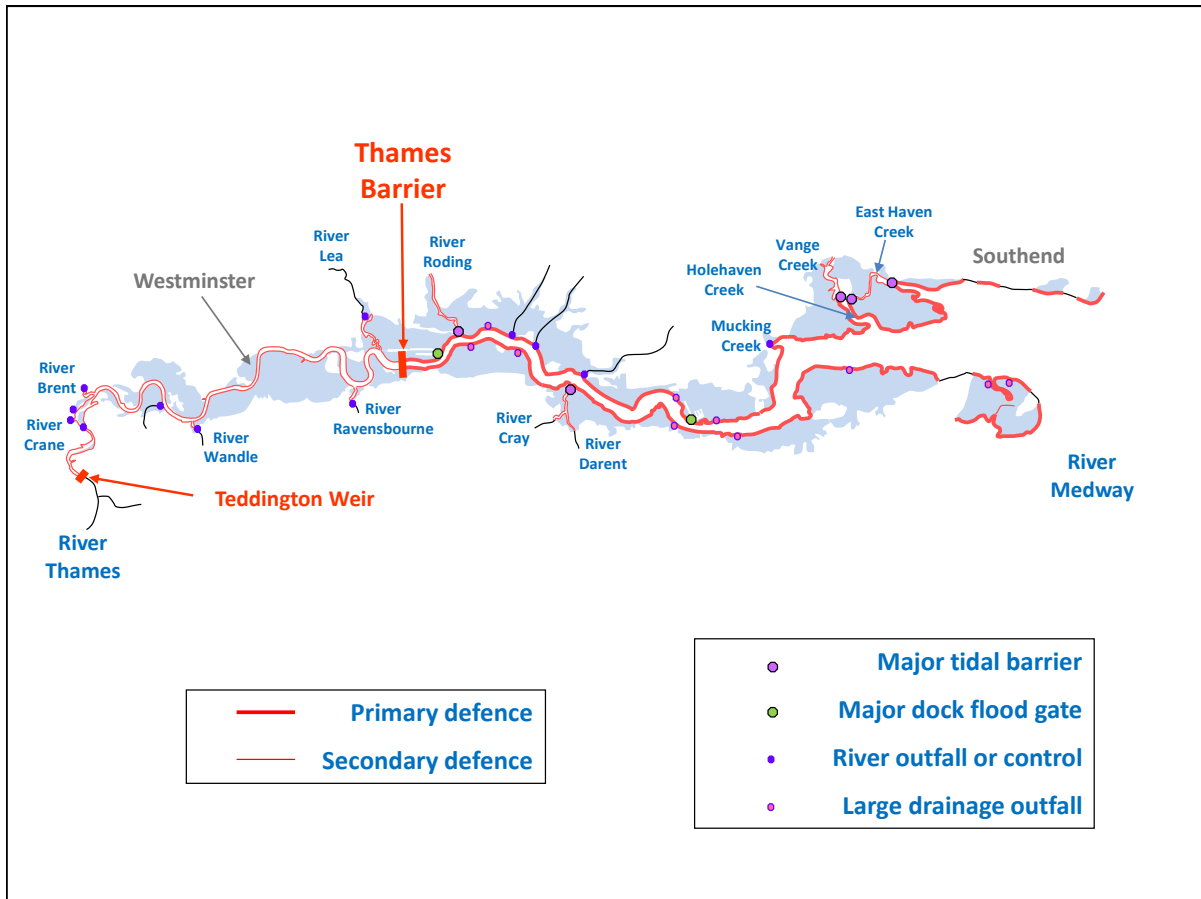 Thames
Barrier
East Haven
Creek
River
Lea
River
Roding
Vange
Creek
Southend
Westminster
Holehaven
Creek
Mucking
Creek
River
Brent
River
Crane
River
Wandle
River
Ravensbourne
River
Cray
River
Darent
River
Medway
Teddington Weir
River
Thames
Primary defence
Secondary defence
Major tidal barrier
Major dock flood gate
River outfall or control
Large drainage outfall